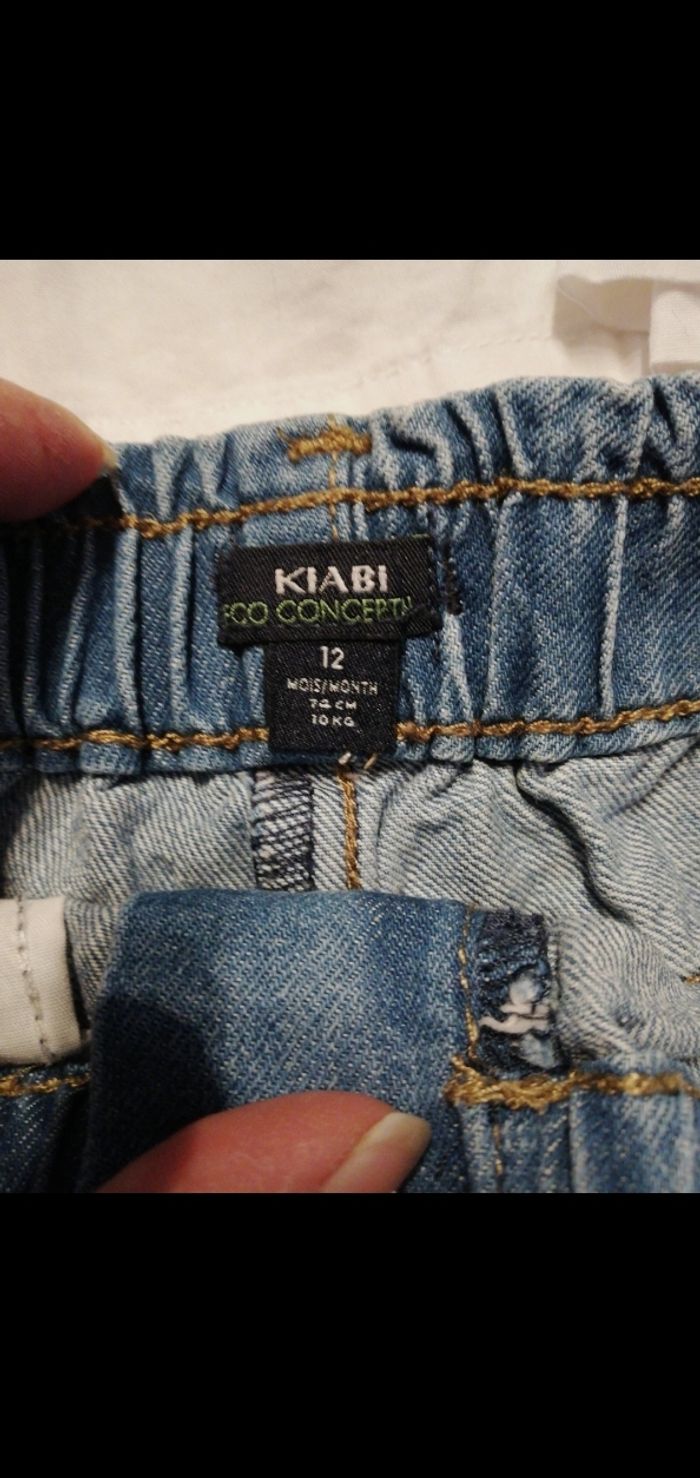 KIABI
ECO CONCEPT
12
MOIS/MONTH
74 CM
10 KG